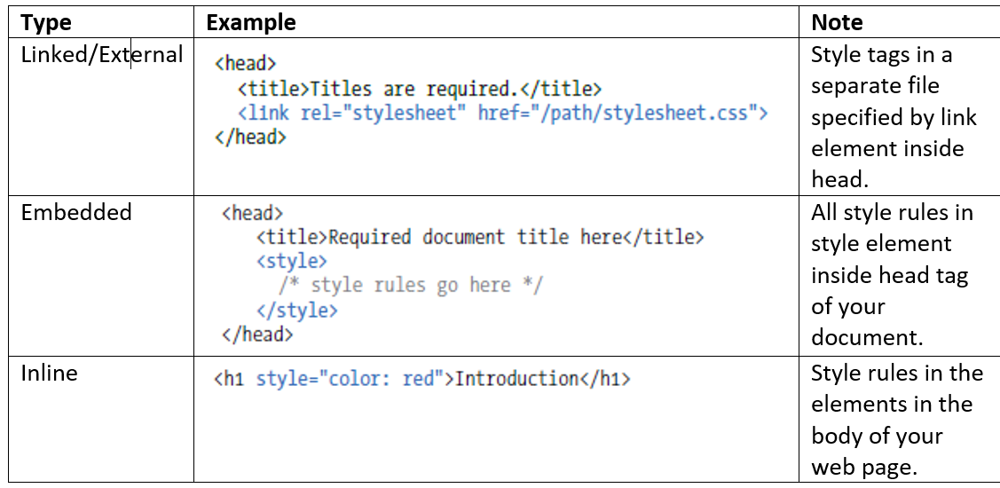 Type Example Note
Linked/External
<head>
<title>Titles are required.</title>
<link rel="stylesheet" href="/path/stylesheet.css">
</head>
Style tags in a
separate file
specified by link
element inside
head.
Embedded
<head>
<title>Required document title here</title>
<style>
/* style rules go here */
</style>
</head>
All style rules in
style element
inside head tag
of your
document.
Inline
<h1 style="color: red">Introduction</h1>
Style rules in the
elements in the
body of your
web page.